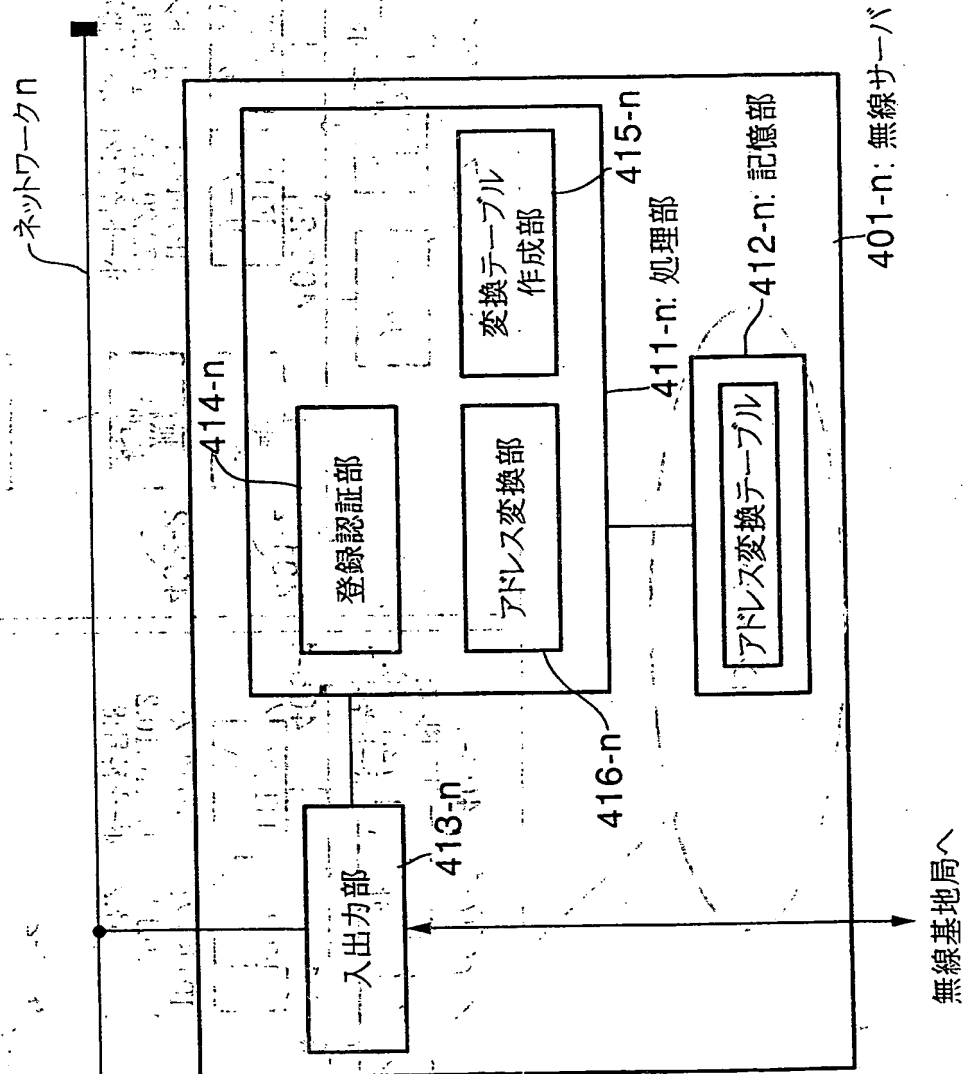 ネットワークn
414-n
登録認証部
変換テーブル
作成部
415-n
アドレス変換部
416-n
411-n: 処理部
入出力部
413-n
アドレス変換テーブル
412-n: 記憶部
401-n: 無線サーバ
無線基地局へ